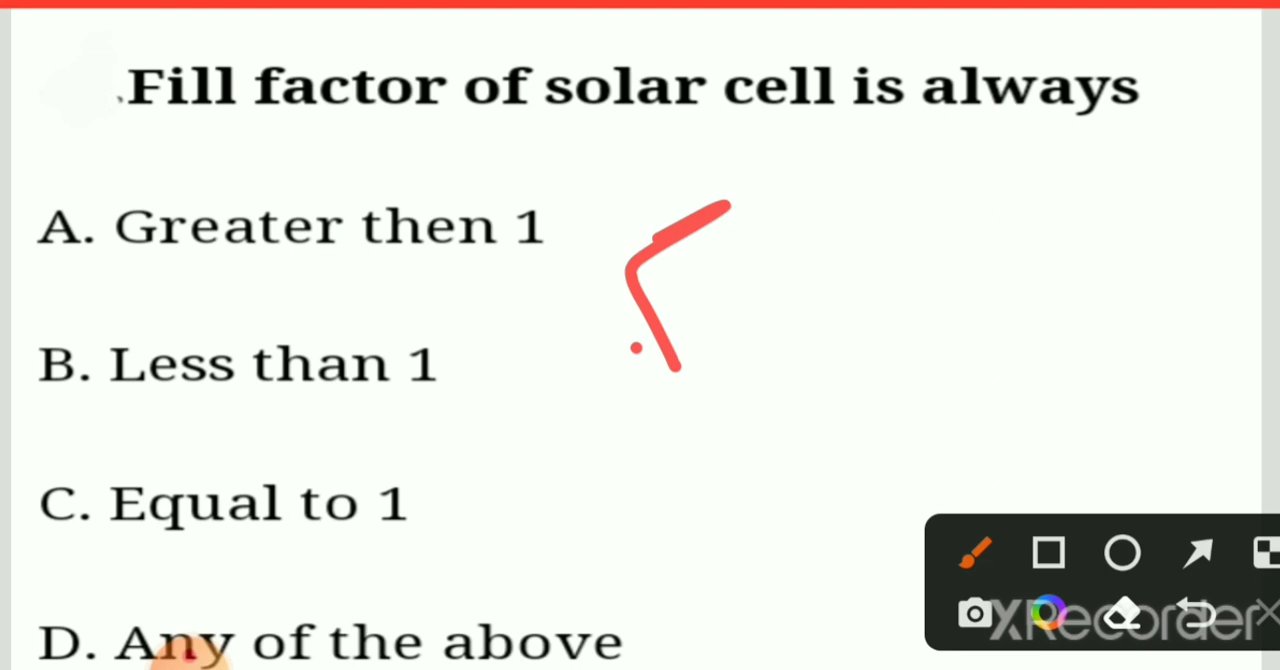 Fill factor of solar cell is always
A. Greater then 1
B. Less than 1
C. Equal to 1
D. Any of the above
XRecorder